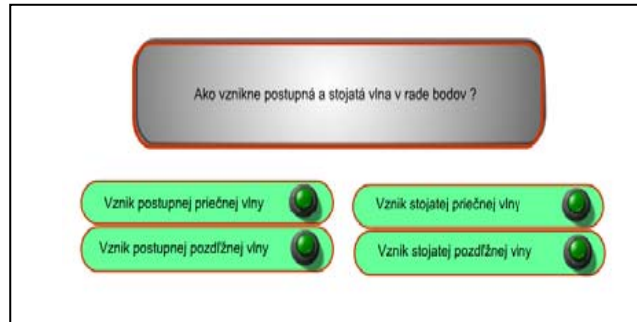 Ako vznikne postupná a stojatá vlna v rade bodov ?
Vznik postupnej priečnej vlny
Vznik stojatej priečnej vlny
Vznik postupnej pozdĺžnej vlny
Vznik stojatej pozdĺžnej vlny